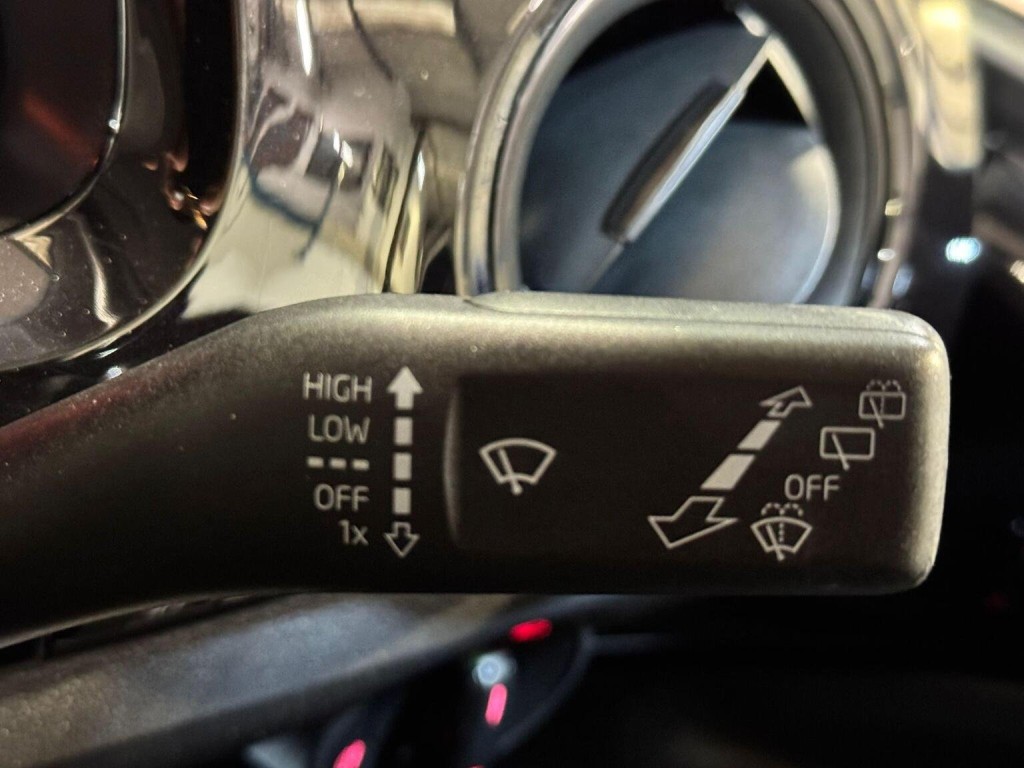 HIGH
LOW
---
OFF
1x
OFF